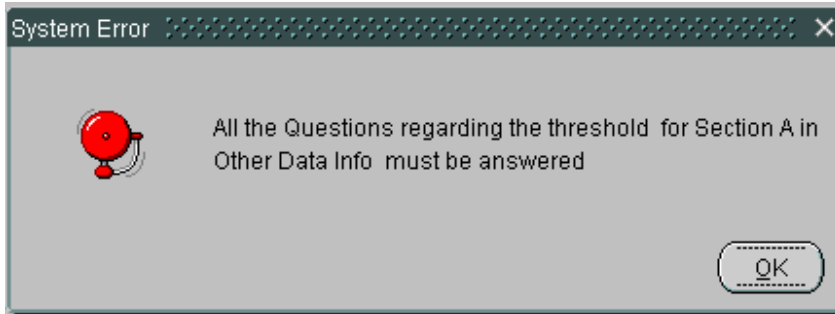 System Error
All the Questions regarding the threshold for Section A in
Other Data Info must be answered
OK